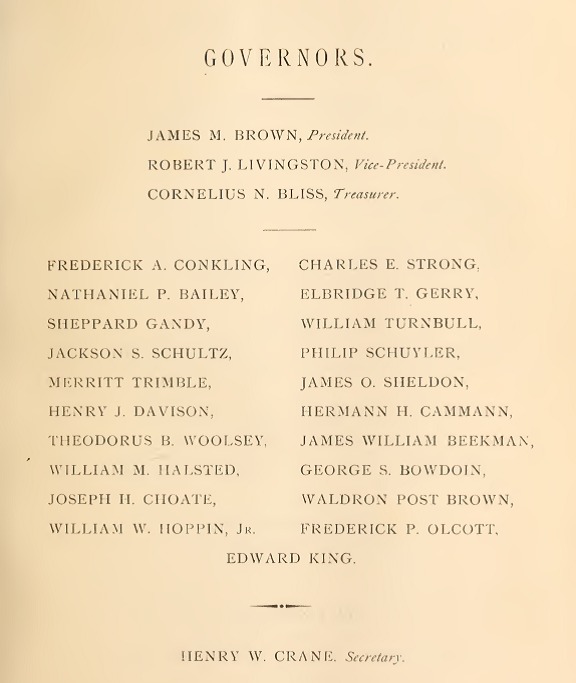 GOVERNORS.
JAMES M. BROWN, President.
ROBERT J. LIVINGSTON, Vice-President.
CORNELIUS N. BLISS, Treasurer.
FREDERICK A. CONKLING,
NATHANIEL P. BAILEY,
SHEPPARD GANDY,
JACKSON S. SCHULTZ,
MERRITT TRIMBLE,
HENRY J. DAVISON,
THEODORUS B. WOOLSEY,
WILLIAM M. HALSTED,
JOSEPH H. CHOATE,
WILLIAM W. HOPPIN, JR.
CHARLES E. STRONG,
ELBRIDGE T. GERRY,
WILLIAM TURNBULL,
PHILIP SCHUYLER,
JAMES O. SHELDON,
HERMANN H. CAMMANN,
JAMES WILLIAM BEEKMAN,
GEORGE S. BOWDOIN,
WALDRON POST BROWN,
FREDERICK P. OLCOTT,
EDWARD KING.
HENRY W. CRANE. Secretary.